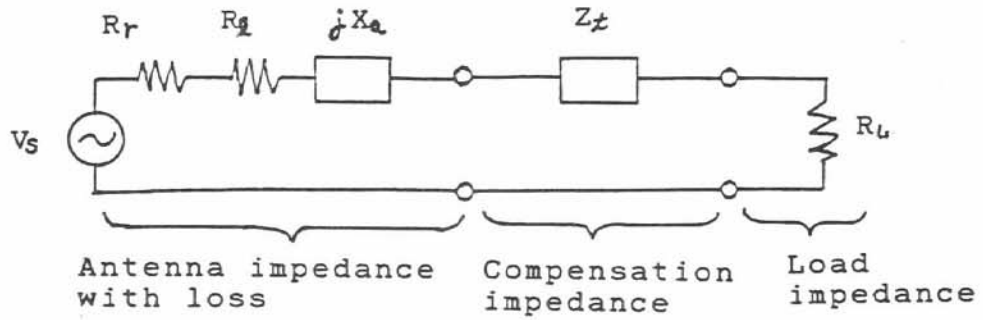 Rr Rℓ jXa Zt
Vs
RL
Antenna impedance
with loss
Compensation
impedance
Load
impedance